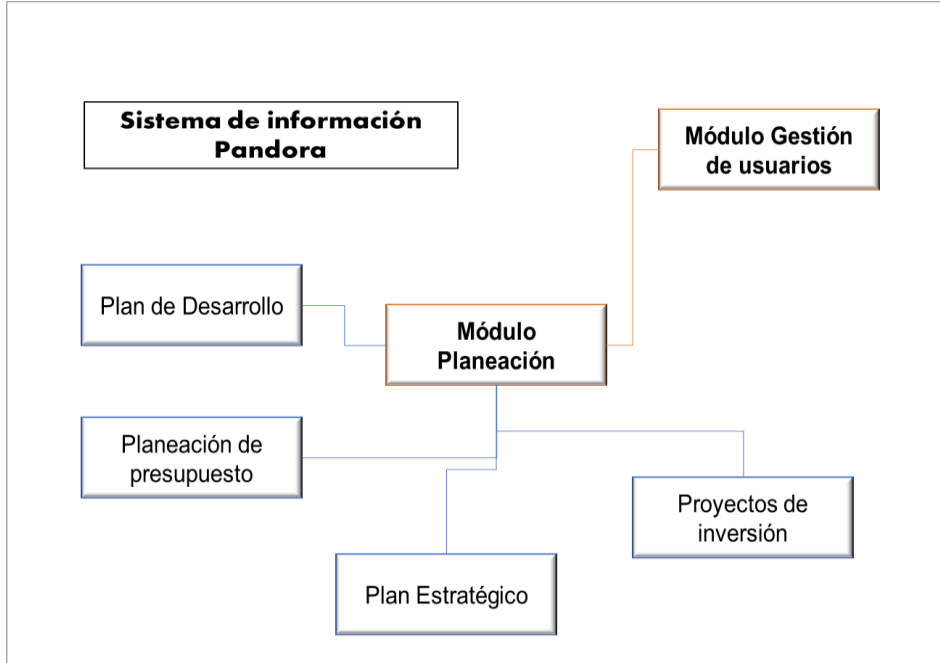 Sistema de información
Pandora
Módulo Gestión
de usuarios
Plan de Desarrollo
Módulo
Planeación
Planeación de
presupuesto
Proyectos de
inversión
Plan Estratégico